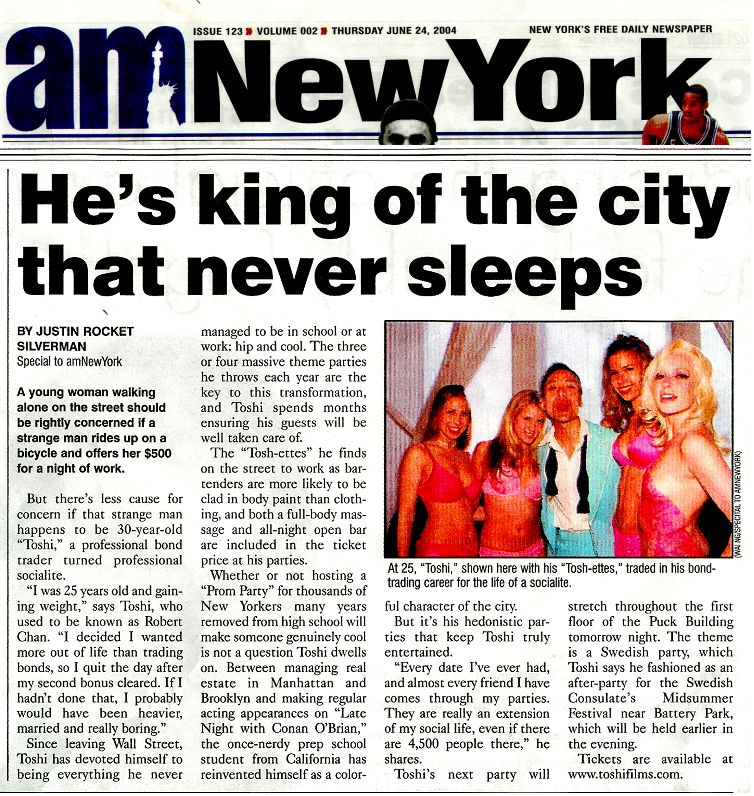 am New York
ISSUE 123 » VOLUME 002 » THURSDAY JUNE 24, 2004
NEW YORK'S FREE DAILY NEWSPAPER
He's king of the city
that never sleeps
BY JUSTIN ROCKET
SILVERMAN
Special to amNewYork
A young woman walking
alone on the street should
be rightly concerned if a
strange man rides up on a
bicycle and offers her $500
for a night of work.
But there's less cause for
concern if that strange man
happens to be 30-year-old
"Toshi," a professional bond
trader turned professional
socialite.
"I was 25 years old and gain-
ing weight," says Toshi, who
used to be known as Robert
Chan. "I decided I wanted
more out of life than trading
bonds, so I quit the day after
my second bonus cleared. If I
hadn't done that, I probably
would have been heavier,
married and really boring."
Since leaving Wall Street,
Toshi has devoted himself to
being everything he never
managed to be in school or at
work: hip and cool. The three
or four massive theme parties
he throws each year are the
key to this transformation,
and Toshi spends months
ensuring his guests will be
well taken care of.
The "Tosh-ettes" he finds
on the street to work as bar-
tenders are more likely to be
clad in body paint than cloth-
ing, and both a full-body mas-
sage and all-night open bar
are included in the ticket
price at his parties.
Whether or not hosting a
"Prom Party" for thousands of
New Yorkers many years
removed from high school will
make someone genuinely cool
is not a question Toshi dwells
on. Between managing real
estate in Manhattan and
Brooklyn and making regular
acting appearances on "Late
Night with Conan O'Brian,"
the once-nerdy prep school
student from California has
reinvented himself as a color-
(WAI NG/SPECIAL TO AMNEWYORK)
At 25, "Toshi," shown here with his "Tosh-ettes," traded in his bond-
trading career for the life of a socialite.
ful character of the city.
But it's his hedonistic par-
ties that keep Toshi truly
entertained.
"Every date I've ever had,
and almost every friend I have
comes through my parties.
They are really an extension
of my social life, even if there
are 4,500 people there," he
shares.
Toshi's next party will
stretch throughout the first
floor of the Puck Building
tomorrow night. The theme
is a Swedish party, which
Toshi says he fashioned as an
after-party for the Swedish
Consulate's Midsummer
Festival near Battery Park,
which will be held earlier in
the evening.
Tickets are available at
www.toshifilms.com.